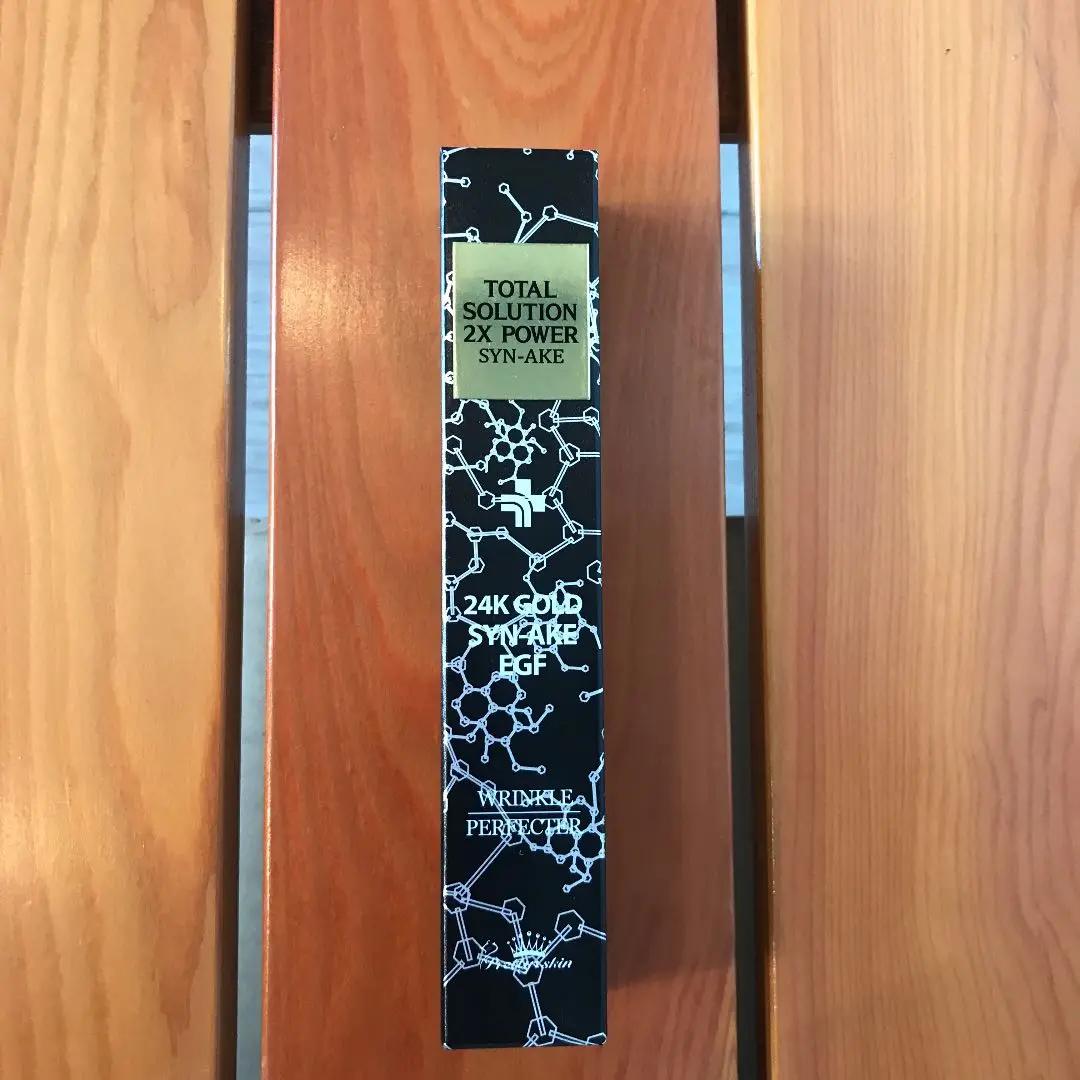 TOTAL
SOLUTION
2X POWER
SYN-AKE
24K GOLD
SYN-AKE
EGF
WRINKLE
PERFECTER